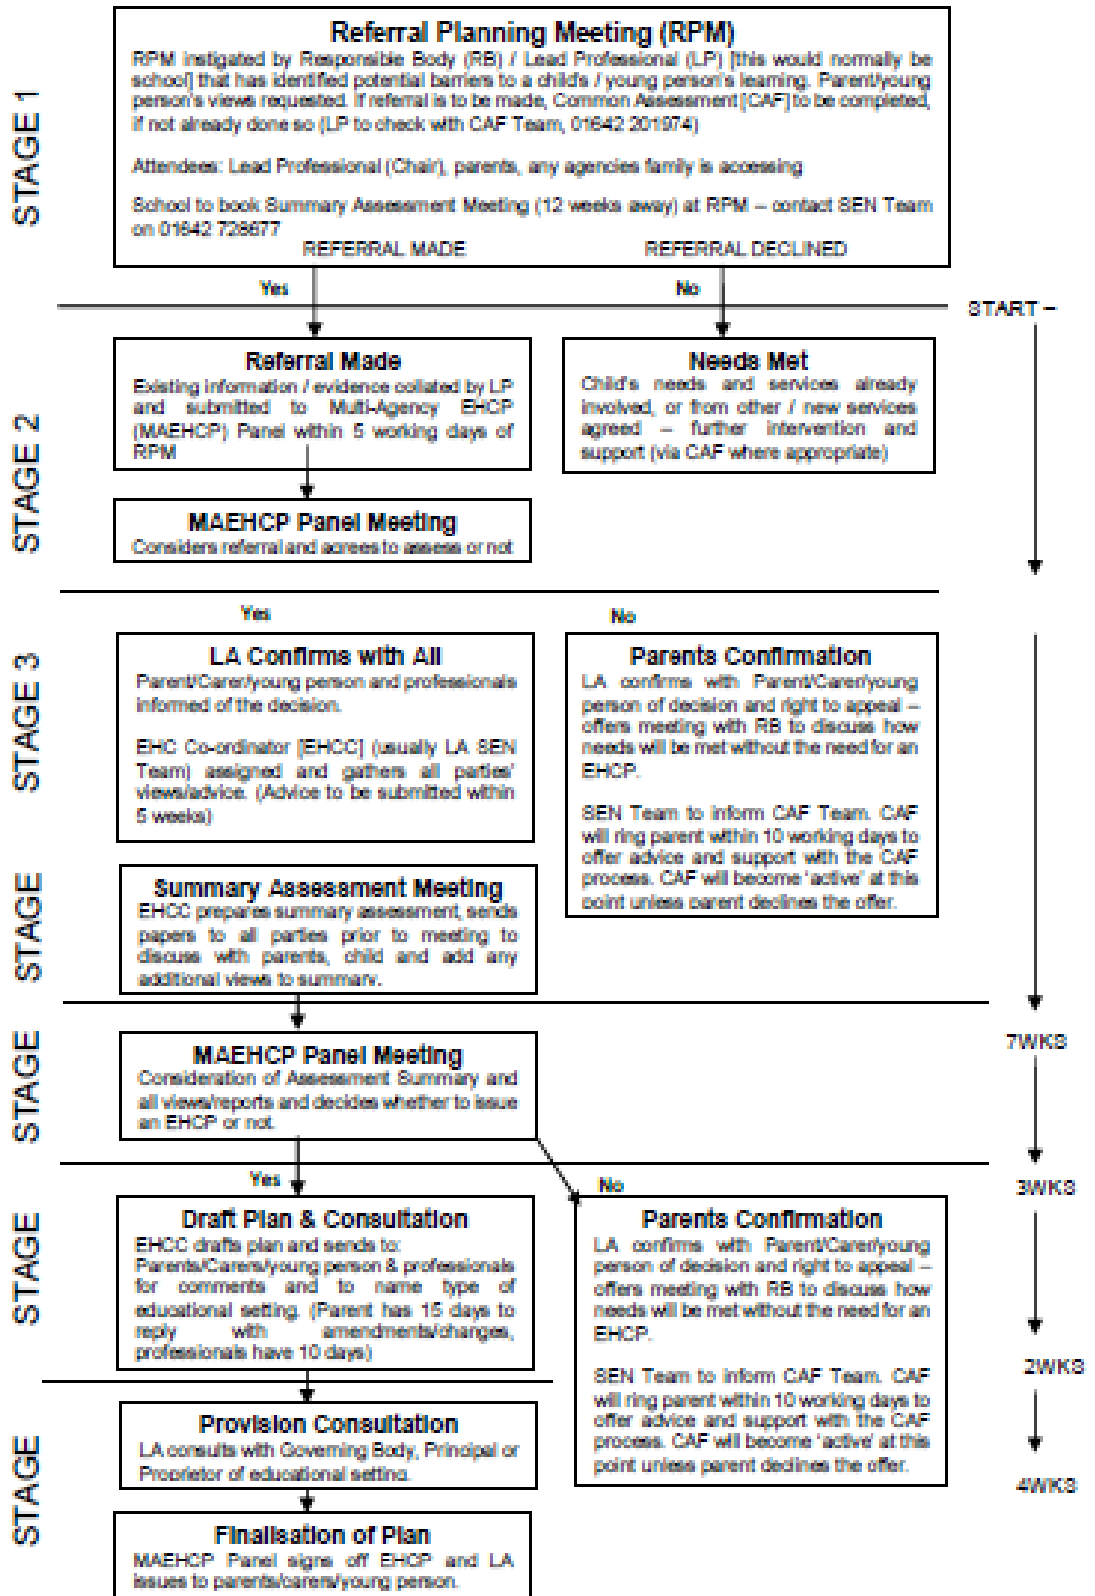 STAGE 1
Referral Planning Meeting (RPM)
RPM instigated by Responsible Body (RB) / Lead Professional (LP) [this would normally be
school] that has identified potential barriers to a child's / young person's learning. Parent/young
person's views requested. If referral is to be made, Common Assessment [CAF] to be completed,
if not already done so (LP to check with CAF Team, 01642 201974)
Attendees: Lead Professional (Chair), parents, any agencies family is accessing
School to book Summary Assessment Meeting (12 weeks away) at RPM – contact SEN Team
on 01642 728677
REFERRAL MADE
REFERRAL DECLINED
Yes
No
START –
STAGE 2
Referral Made
Existing information / evidence collated by LP
and submitted to Multi-Agency EHCP
(MAEHCP) Panel within 5 working days of
RPM
Needs Met
Child's needs and services already
involved, or from other / new services
agreed – further intervention and
support (via CAF where appropriate)
MAEHCP Panel Meeting
Considers referral and agrees to assess or not
Yes
No
STAGE 3
LA Confirms with All
Parent/Carer/young person and professionals
informed of the decision.
EHC Co-ordinator [EHCC] (usually LA SEN
Team) assigned and gathers all parties'
views/advice. (Advice to be submitted within
5 weeks)
Parents Confirmation
LA confirms with Parent/Carer/young
person of decision and right to appeal –
offers meeting with RB to discuss how
needs will be met without the need for an
EHCP.
SEN Team to inform CAF Team. CAF
will ring parent within 10 working days to
offer advice and support with the CAF
process. CAF will become 'active' at this
point unless parent declines the offer.
STAGE
Summary Assessment Meeting
EHCC prepares summary assessment, sends
papers to all parties prior to meeting to
discuss with parents, child and add any
additional views to summary.
STAGE
MAEHCP Panel Meeting
Consideration of Assessment Summary and
all views/reports and decides whether to issue
an EHCP or not.
7WKS
Yes
No
3WKS
STAGE
Draft Plan & Consultation
EHCC drafts plan and sends to:
Parents/Carers/young person & professionals
for comments and to name type of
educational setting. (Parent has 15 days to
reply with amendments/changes,
professionals have 10 days)
Parents Confirmation
LA confirms with Parent/Carer/young
person of decision and right to appeal –
offers meeting with RB to discuss how
needs will be met without the need for an
EHCP.
SEN Team to inform CAF Team. CAF
will ring parent within 10 working days to
offer advice and support with the CAF
process. CAF will become 'active' at this
point unless parent declines the offer.
2WKS
STAGE
Provision Consultation
LA consults with Governing Body, Principal or
Proprietor of educational setting.
4WKS
Finalisation of Plan
MAEHCP Panel signs off EHCP and LA
issues to parents/carers/young person.